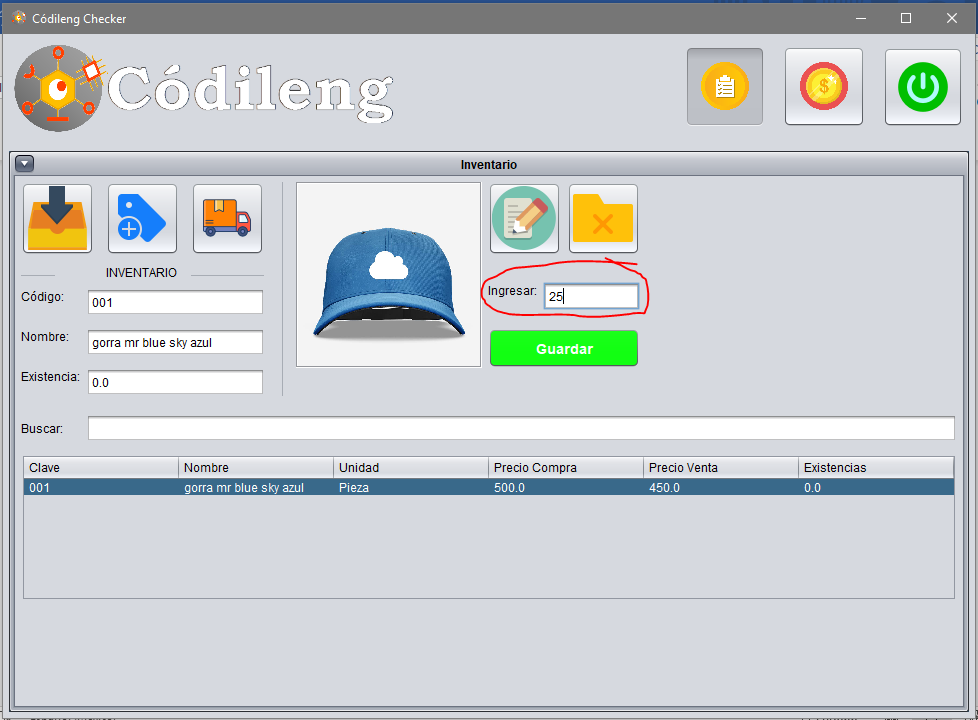 Códileng Checker
Códileng
Inventario
INVENTARIO
Código: 001
Nombre: gorra mr blue sky azul
Existencia: 0.0
Ingresar: 25
Guardar
Buscar:
Clave Nombre Unidad Precio Compra Precio Venta Existencias
001 gorra mr blue sky azul Pieza 500.0 450.0 0.0